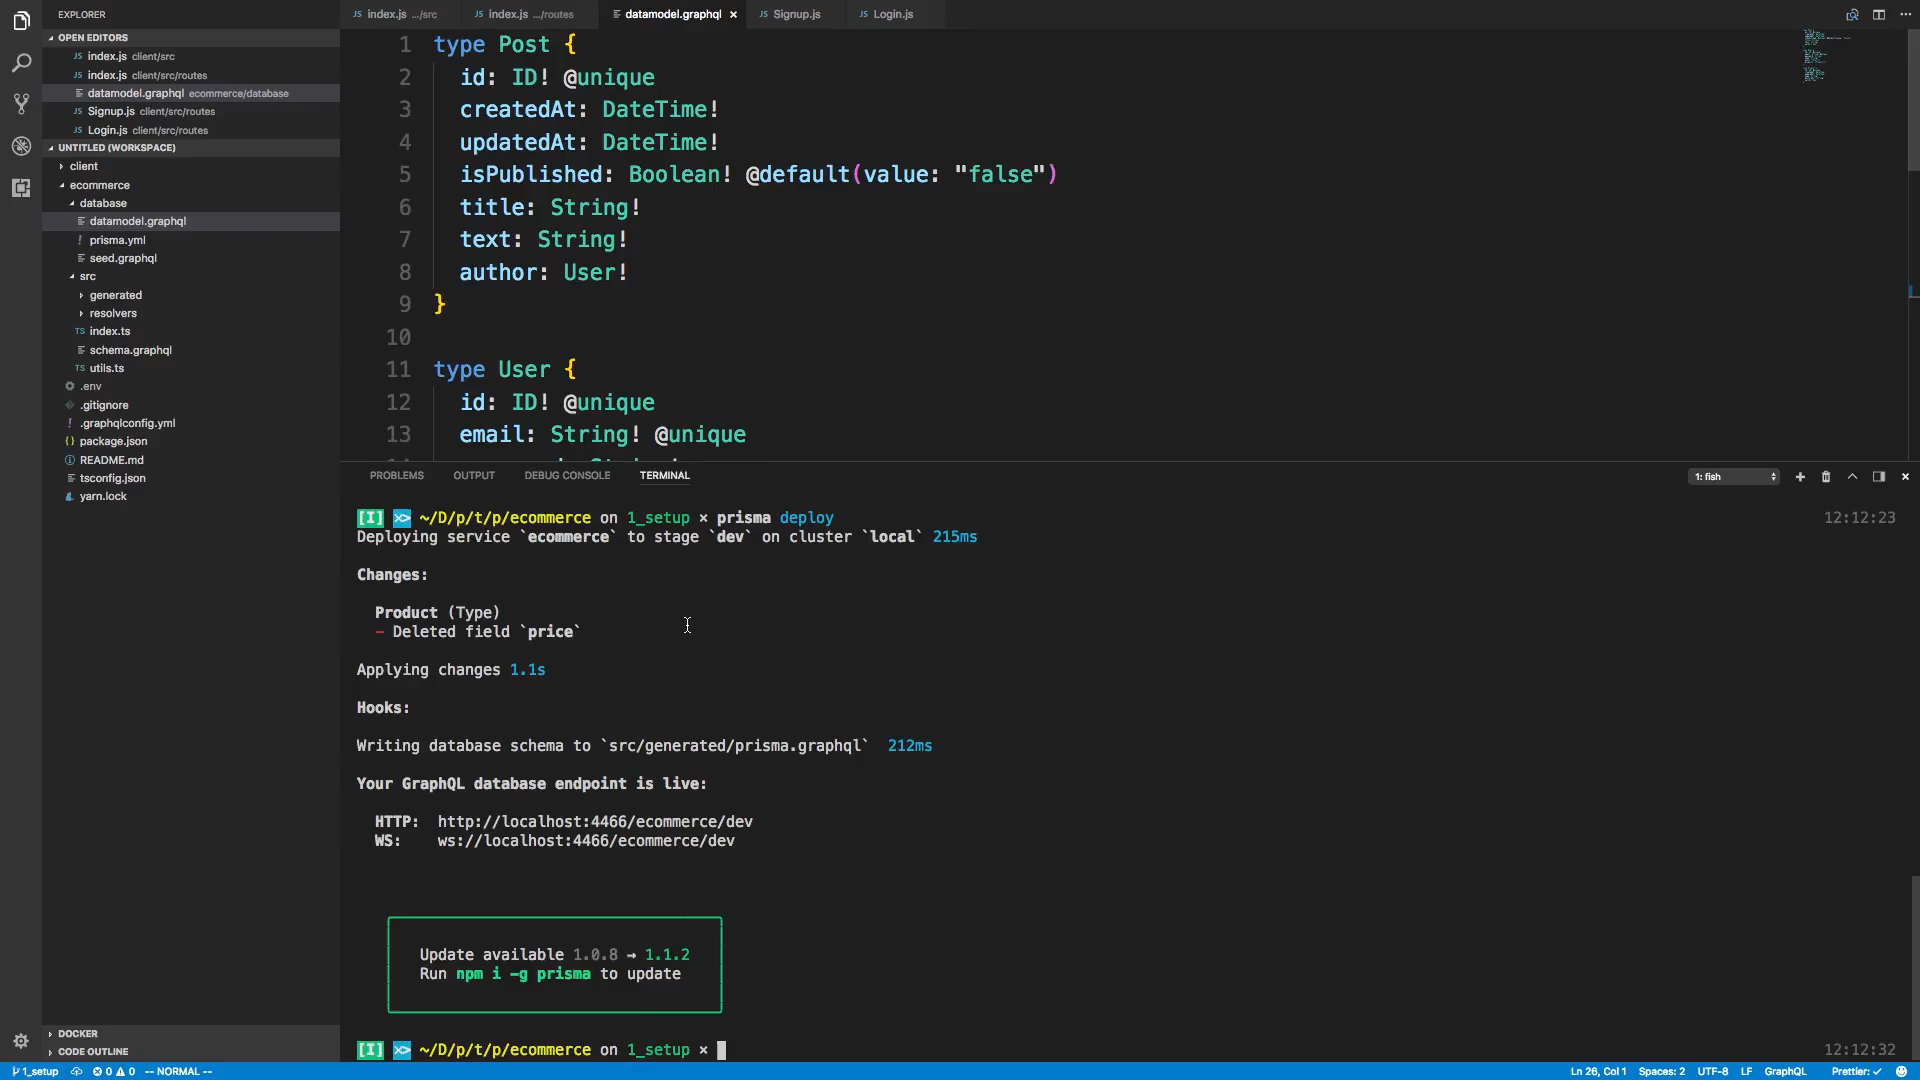 EXPLORER
OPEN EDITORS
JS index.js client/src
JS index.js client/src/routes
datamodel.graphql ecommerce/database
JS Signup.js client/src/routes
JS Login.js client/src/routes
UNTITLED (WORKSPACE)
client
ecommerce
database
datamodel.graphql
! prisma.yml
seed.graphql
src
generated
resolvers
TS index.ts
schema.graphql
TS utils.ts
.env
.gitignore
! .graphqlconfig.yml
{} package.json
README.md
tsconfig.json
yarn.lock
DOCKER
CODE OUTLINE
JS index.js .../src
JS index.js .../routes
datamodel.graphql ×
JS Signup.js
JS Login.js
1 type Post {
2 id: ID! @unique
3 createdAt: DateTime!
4 updatedAt: DateTime!
5 isPublished: Boolean! @default(value: "false")
6 title: String!
7 text: String!
8 author: User!
9 }
10
11 type User {
12 id: ID! @unique
13 email: String! @unique
PROBLEMS OUTPUT DEBUG CONSOLE TERMINAL
1: fish
[I] ~/D/p/t/p/ecommerce on 1_setup × prisma deploy 12:12:23
Deploying service `ecommerce` to stage `dev` on cluster `local` 215ms
Changes:
Product (Type)
- Deleted field `price`
Applying changes 1.1s
Hooks:
Writing database schema to `src/generated/prisma.graphql` 212ms
Your GraphQL database endpoint is live:
HTTP: http://localhost:4466/ecommerce/dev
WS: ws://localhost:4466/ecommerce/dev
Update available 1.0.8 → 1.1.2
Run npm i -g prisma to update
[I] ~/D/p/t/p/ecommerce on 1_setup × 12:12:32
1_setup 0 0 -- NORMAL --
Ln 26, Col 1 Spaces: 2 UTF-8 LF GraphQL Prettier: ✓